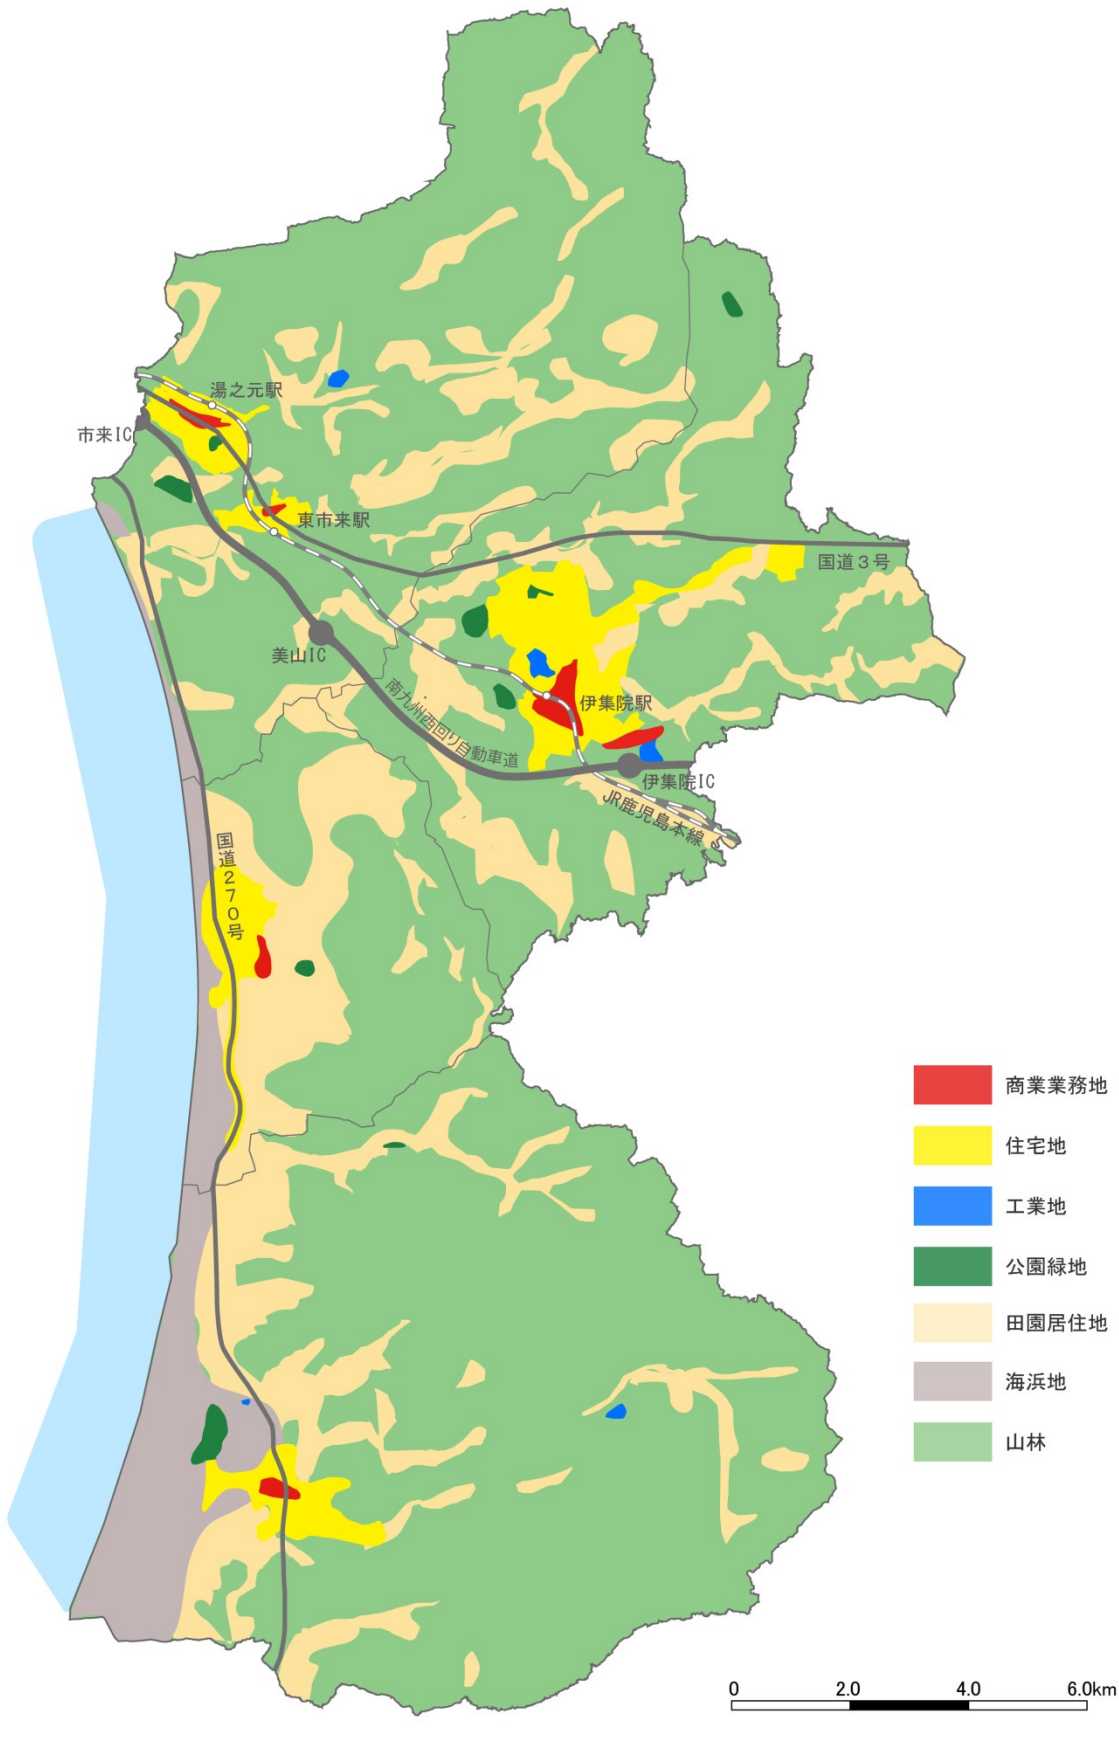 湯之元駅
市来IC
東市来駅
国道3号
美山IC
南九州西回り自動車道
伊集院駅
伊集院IC
JR鹿児島本線
国道270号
商業業務地
住宅地
工業地
公園緑地
田園居住地
海浜地
山林
0 2.0 4.0 6.0km